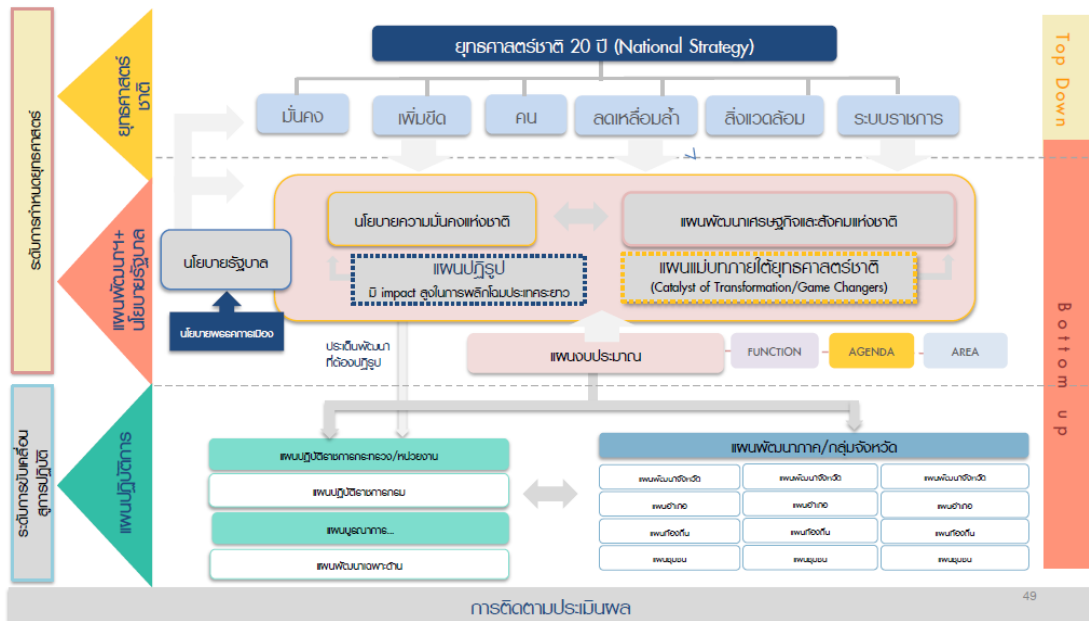 ยุทธศาสตร์ชาติ 20 ปี (National Strategy)
Top Down
ระดับการกำหนดยุทธศาสตร์
ยุทธศาสตร์
ชาติ
มั่นคง
เพิ่มขีด
คน
ลดเหลื่อมล้ำ
สิ่งแวดล้อม
ระบบราชการ
แผนพัฒนาฯ+
นโยบายรัฐบาล
นโยบายความมั่นคงแห่งชาติ
แผนพัฒนาเศรษฐกิจและสังคมแห่งชาติ
นโยบายรัฐบาล
แผนปฏิรูป
มี impact สูงในการพลิกโฉมประเทศระยาว
แผนแม่บทภายใต้ยุทธศาสตร์ชาติ
(Catalyst of Transformation/Game Changers)
นโยบายพรรคการเมือง
ประเด็นพัฒนา
ที่ต้องปฏิรูป
แผนงบประมาณ
FUNCTION
AGENDA
AREA
Bottom up
ระดับการขับเคลื่อน
สู่การปฏิบัติ
แผนปฏิบัติการ
แผนปฏิบัติราชการกระทรวง/หน่วยงาน
แผนปฏิบัติราชการกรม
แผนบูรณาการ...
แผนพัฒนาเฉพาะด้าน
แผนพัฒนาภาค/กลุ่มจังหวัด
แผนพัฒนาจังหวัด
แผนพัฒนาจังหวัด
แผนพัฒนาจังหวัด
แผนอำเภอ
แผนอำเภอ
แผนอำเภอ
แผนท้องถิ่น
แผนท้องถิ่น
แผนท้องถิ่น
แผนชุมชน
แผนชุมชน
แผนชุมชน
การติดตามประเมินผล
49